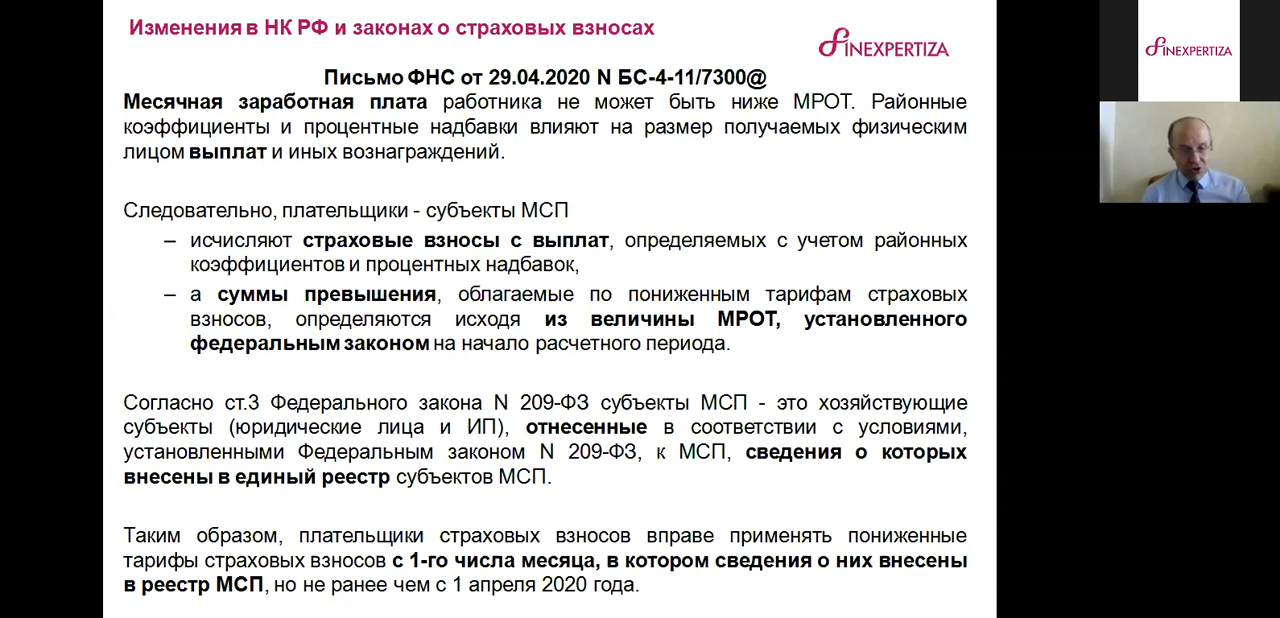 Изменения в НК РФ и законах о страховых взносах
FINEXPERTIZA
FINEXPERTIZA
Письмо ФНС от 29.04.2020 N БС-4-11/7300@
Месячная заработная плата работника не может быть ниже МРОТ. Районные
коэффициенты и процентные надбавки влияют на размер получаемых физическим
лицом выплат и иных вознаграждений.
Следовательно, плательщики - субъекты МСП
– исчисляют страховые взносы с выплат, определяемых с учетом районных
коэффициентов и процентных надбавок,
– а суммы превышения, облагаемые по пониженным тарифам страховых
взносов, определяются исходя из величины МРОТ, установленного
федеральным законом на начало расчетного периода.
Согласно ст.3 Федерального закона N 209-ФЗ субъекты МСП - это хозяйствующие
субъекты (юридические лица и ИП), отнесенные в соответствии с условиями,
установленными Федеральным законом N 209-ФЗ, к МСП, сведения о которых
внесены в единый реестр субъектов МСП.
Таким образом, плательщики страховых взносов вправе применять пониженные
тарифы страховых взносов с 1-го числа месяца, в котором сведения о них внесены
в реестр МСП, но не ранее чем с 1 апреля 2020 года.